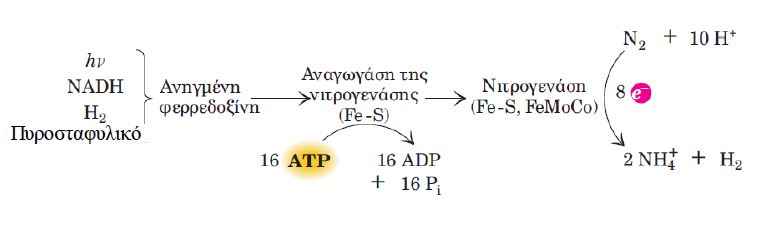 hν
NADH
H₂
Πυροσταφυλικό
Ανηγμένη
φερρεδοξίνη
Αναγωγάση της
νιτρογενάσης
(Fe-S)
16 ATP
16 ADP
+ 16 Pᵢ
Νιτρογενάση
(Fe-S, FeMoCo)
N₂ + 10 H⁺
8 e⁻
2 NH₄⁺ + H₂